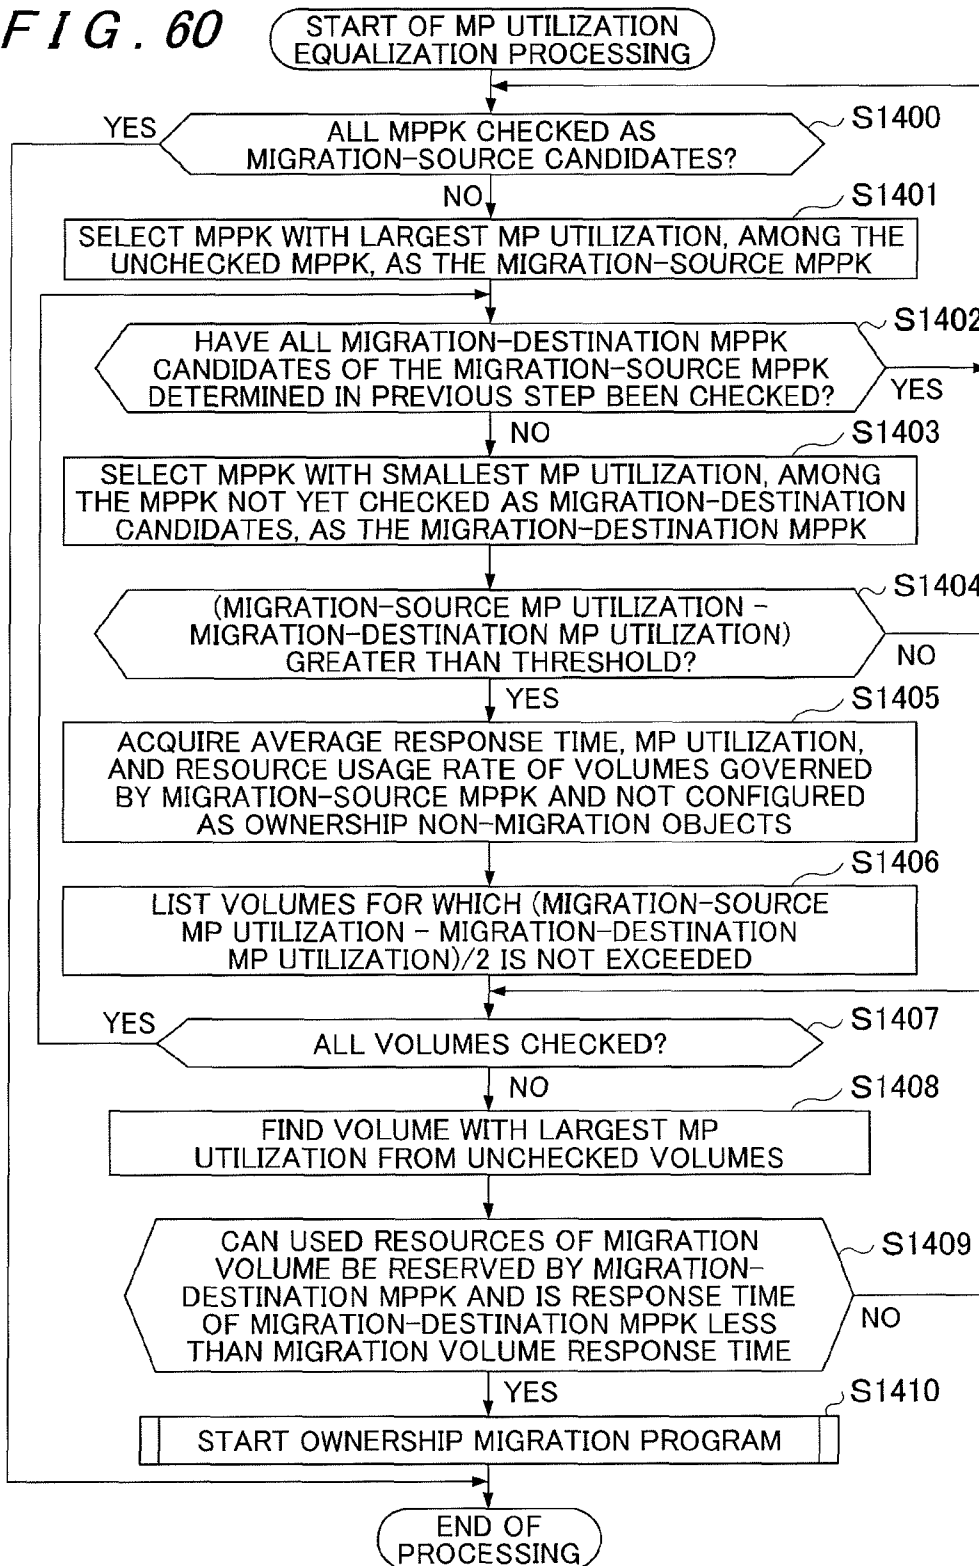 FIG. 60
START OF MP UTILIZATION
EQUALIZATION PROCESSING
YES
S1400
ALL MPPK CHECKED AS
MIGRATION-SOURCE CANDIDATES?
NO
S1401
SELECT MPPK WITH LARGEST MP UTILIZATION, AMONG THE
UNCHECKED MPPK, AS THE MIGRATION-SOURCE MPPK
S1402
HAVE ALL MIGRATION-DESTINATION MPPK
CANDIDATES OF THE MIGRATION-SOURCE MPPK
DETERMINED IN PREVIOUS STEP BEEN CHECKED?
YES
NO
S1403
SELECT MPPK WITH SMALLEST MP UTILIZATION, AMONG
THE MPPK NOT YET CHECKED AS MIGRATION-DESTINATION
CANDIDATES, AS THE MIGRATION-DESTINATION MPPK
S1404
(MIGRATION-SOURCE MP UTILIZATION -
MIGRATION-DESTINATION MP UTILIZATION)
GREATER THAN THRESHOLD?
NO
YES
S1405
ACQUIRE AVERAGE RESPONSE TIME, MP UTILIZATION,
AND RESOURCE USAGE RATE OF VOLUMES GOVERNED
BY MIGRATION-SOURCE MPPK AND NOT CONFIGURED
AS OWNERSHIP NON-MIGRATION OBJECTS
S1406
LIST VOLUMES FOR WHICH (MIGRATION-SOURCE
MP UTILIZATION - MIGRATION-DESTINATION
MP UTILIZATION)/2 IS NOT EXCEEDED
YES
S1407
ALL VOLUMES CHECKED?
NO
S1408
FIND VOLUME WITH LARGEST MP
UTILIZATION FROM UNCHECKED VOLUMES
S1409
CAN USED RESOURCES OF MIGRATION
VOLUME BE RESERVED BY MIGRATION-
DESTINATION MPPK AND IS RESPONSE TIME
OF MIGRATION-DESTINATION MPPK LESS
THAN MIGRATION VOLUME RESPONSE TIME
NO
YES
S1410
START OWNERSHIP MIGRATION PROGRAM
END OF
PROCESSING